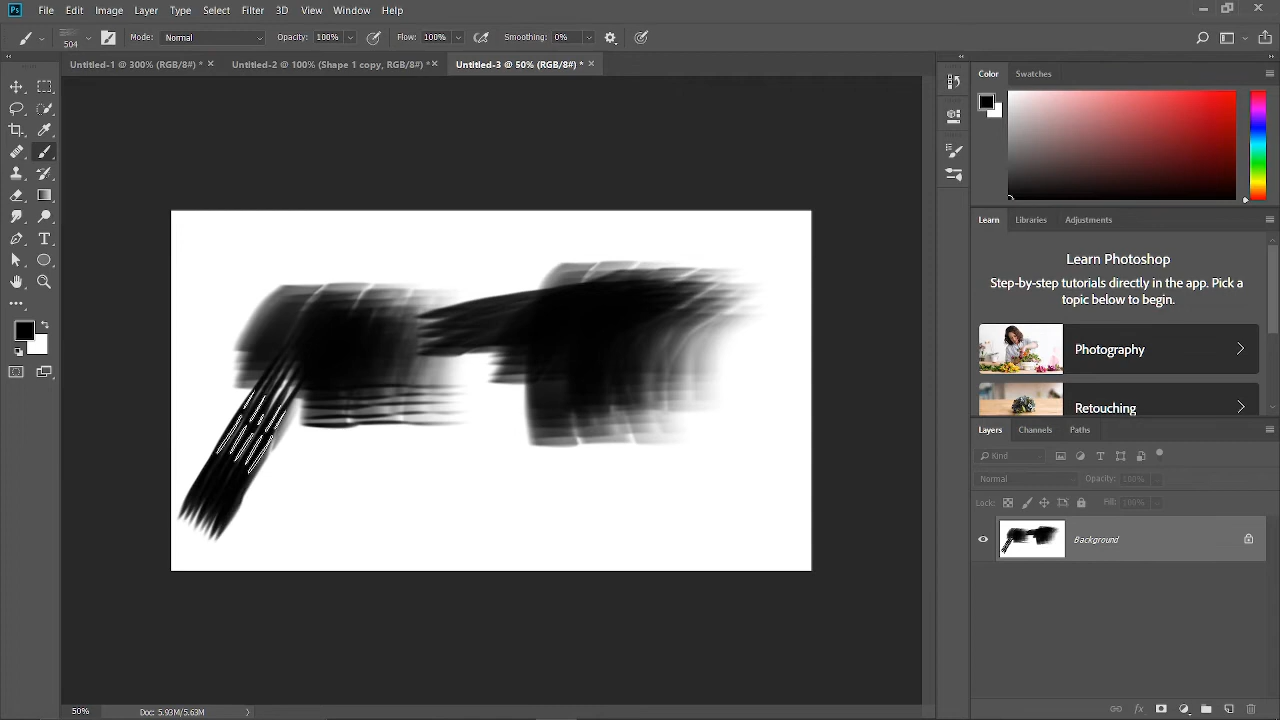 Ps File Edit Image Layer Type Select Filter 3D View Window Help
504 Mode: Normal Opacity: 100% Flow: 100% Smoothing: 0%
Untitled-1 @ 300% (RGB/8#) * Untitled-2 @ 100% (Shape 1 copy, RGB/8#) * Untitled-3 @ 50% (RGB/8#) *
Color Swatches
Learn Libraries Adjustments
Learn Photoshop
Step-by-step tutorials directly in the app. Pick a
topic below to begin.
Photography
Retouching
Layers Channels Paths
Kind
Normal Opacity: 100%
Lock: Fill: 100%
Background
50% Doc: 5.93M/5.63M